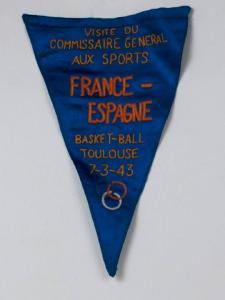 VISITE DU
COMMISSAIRE GENERAL
AUX SPORTS
FRANCE -
ESPAGNE
BASKET-BALL
TOULOUSE
7-3-43